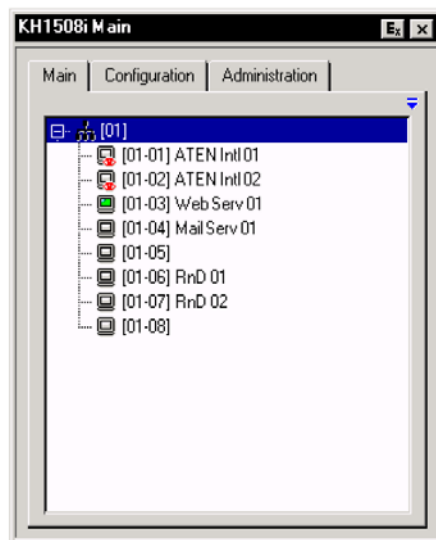 KH1508i Main
Ex
Main Configuration Administration
[01]
[01-01] ATEN Intl 01
[01-02] ATEN Intl 02
[01-03] Web Serv 01
[01-04] Mail Serv 01
[01-05]
[01-06] RnD 01
[01-07] RnD 02
[01-08]